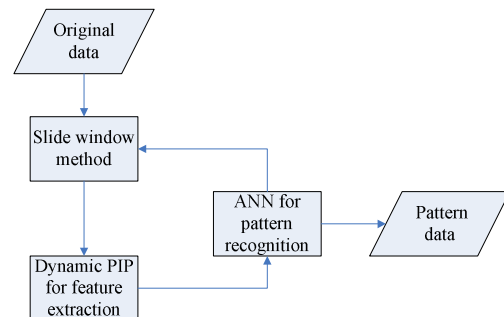 Original
data
Slide window
method
ANN for
pattern
recognition
Pattern
data
Dynamic PIP
for feature
extraction